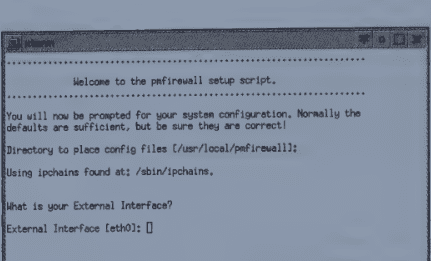 Welcome to the pmfirewall setup script.
You will now be prompted for your system configuration. Normally the
defaults are sufficient, but be sure they are correct!
Directory to place config files [/usr/local/pmfirewall]:
Using ipchains found at: /sbin/ipchains.
What is your External Interface?
External Interface [eth0]: